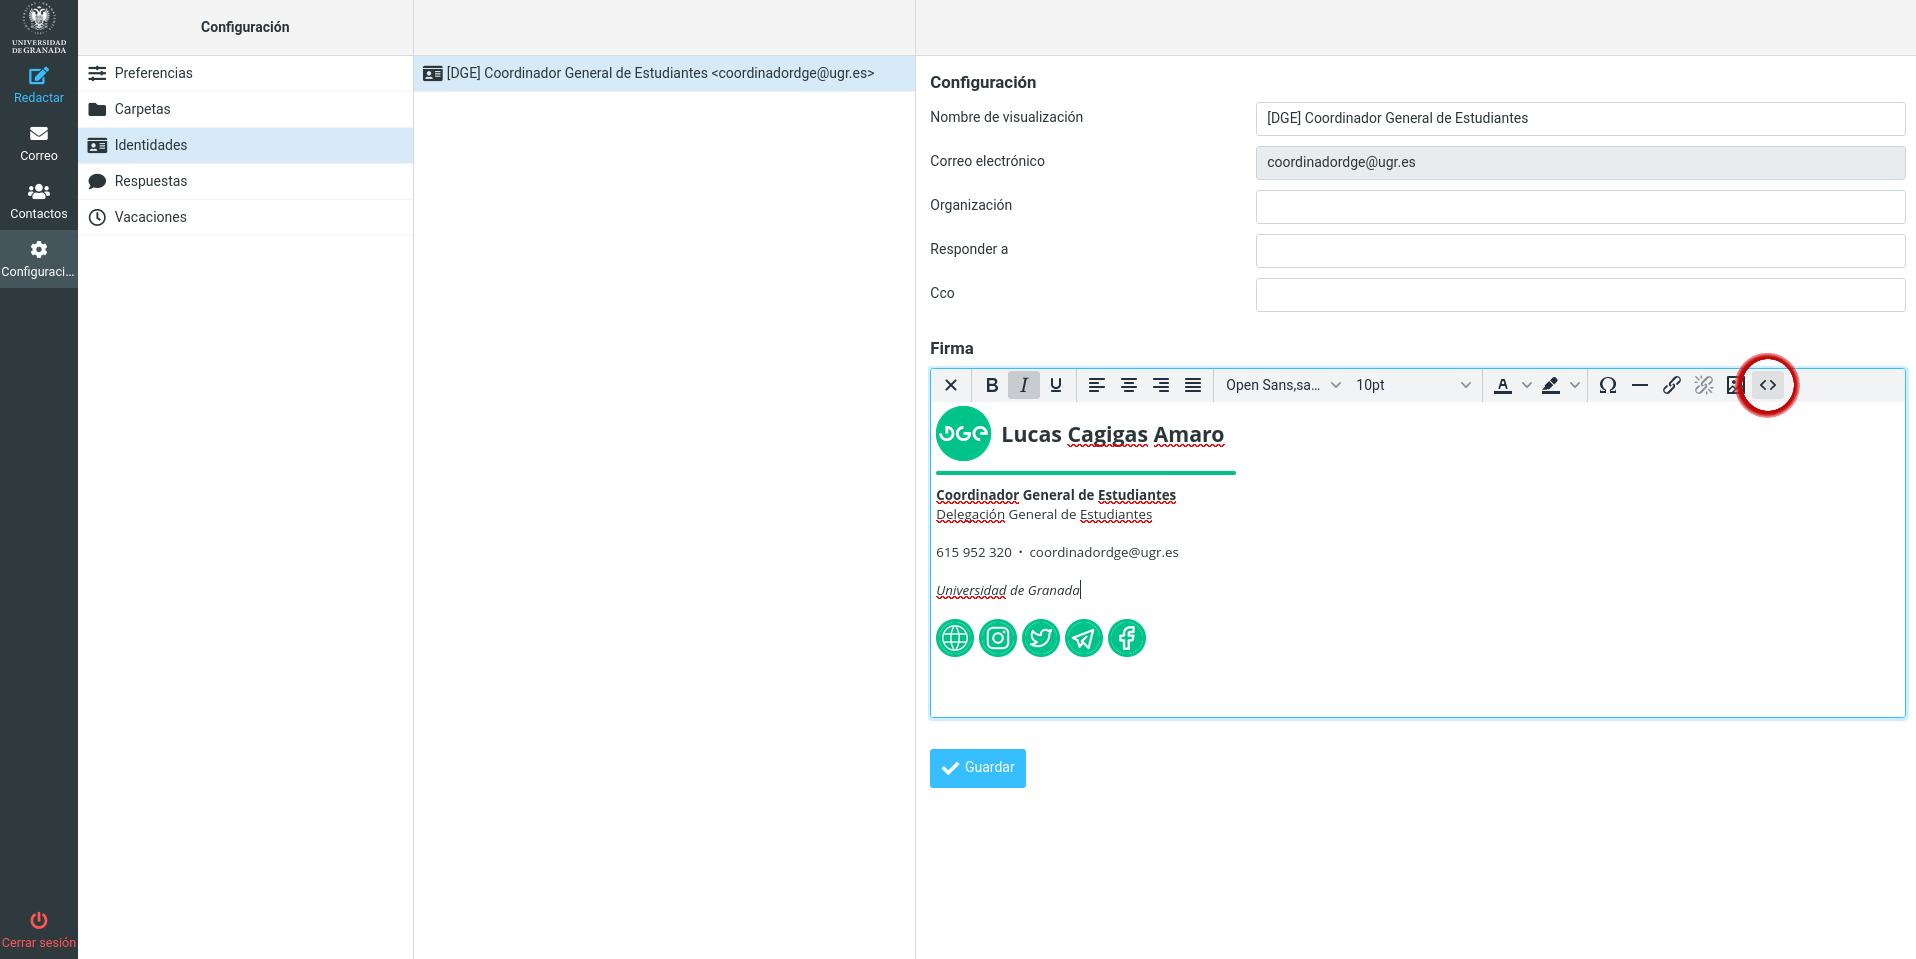 UNIVERSIDAD
DE GRANADA
Redactar
Correo
Contactos
Configuraci...
Cerrar sesión
Configuración
Preferencias
Carpetas
Identidades
Respuestas
Vacaciones
[DGE] Coordinador General de Estudiantes <coordinadordge@ugr.es>
Configuración
Nombre de visualización
[DGE] Coordinador General de Estudiantes
Correo electrónico
coordinadordge@ugr.es
Organización
Responder a
Cco
Firma
B I U Open Sans,sa... 10pt A Ω <>
DGE Lucas Cagigas Amaro
Coordinador General de Estudiantes
Delegación General de Estudiantes
615 952 320 · coordinadordge@ugr.es
Universidad de Granada
Guardar